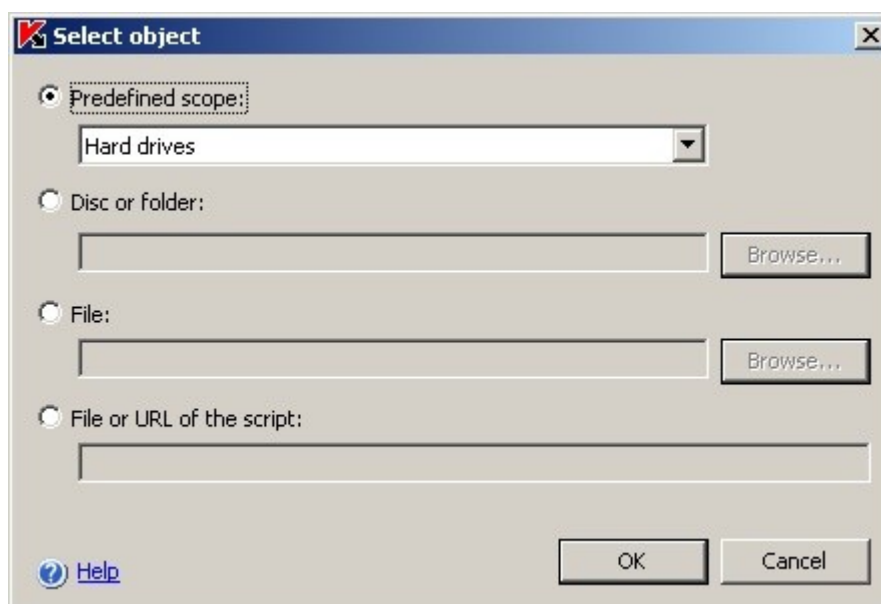 Select object
Predefined scope:
Hard drives
Disc or folder:
Browse...
File:
Browse...
File or URL of the script:
Help
OK
Cancel